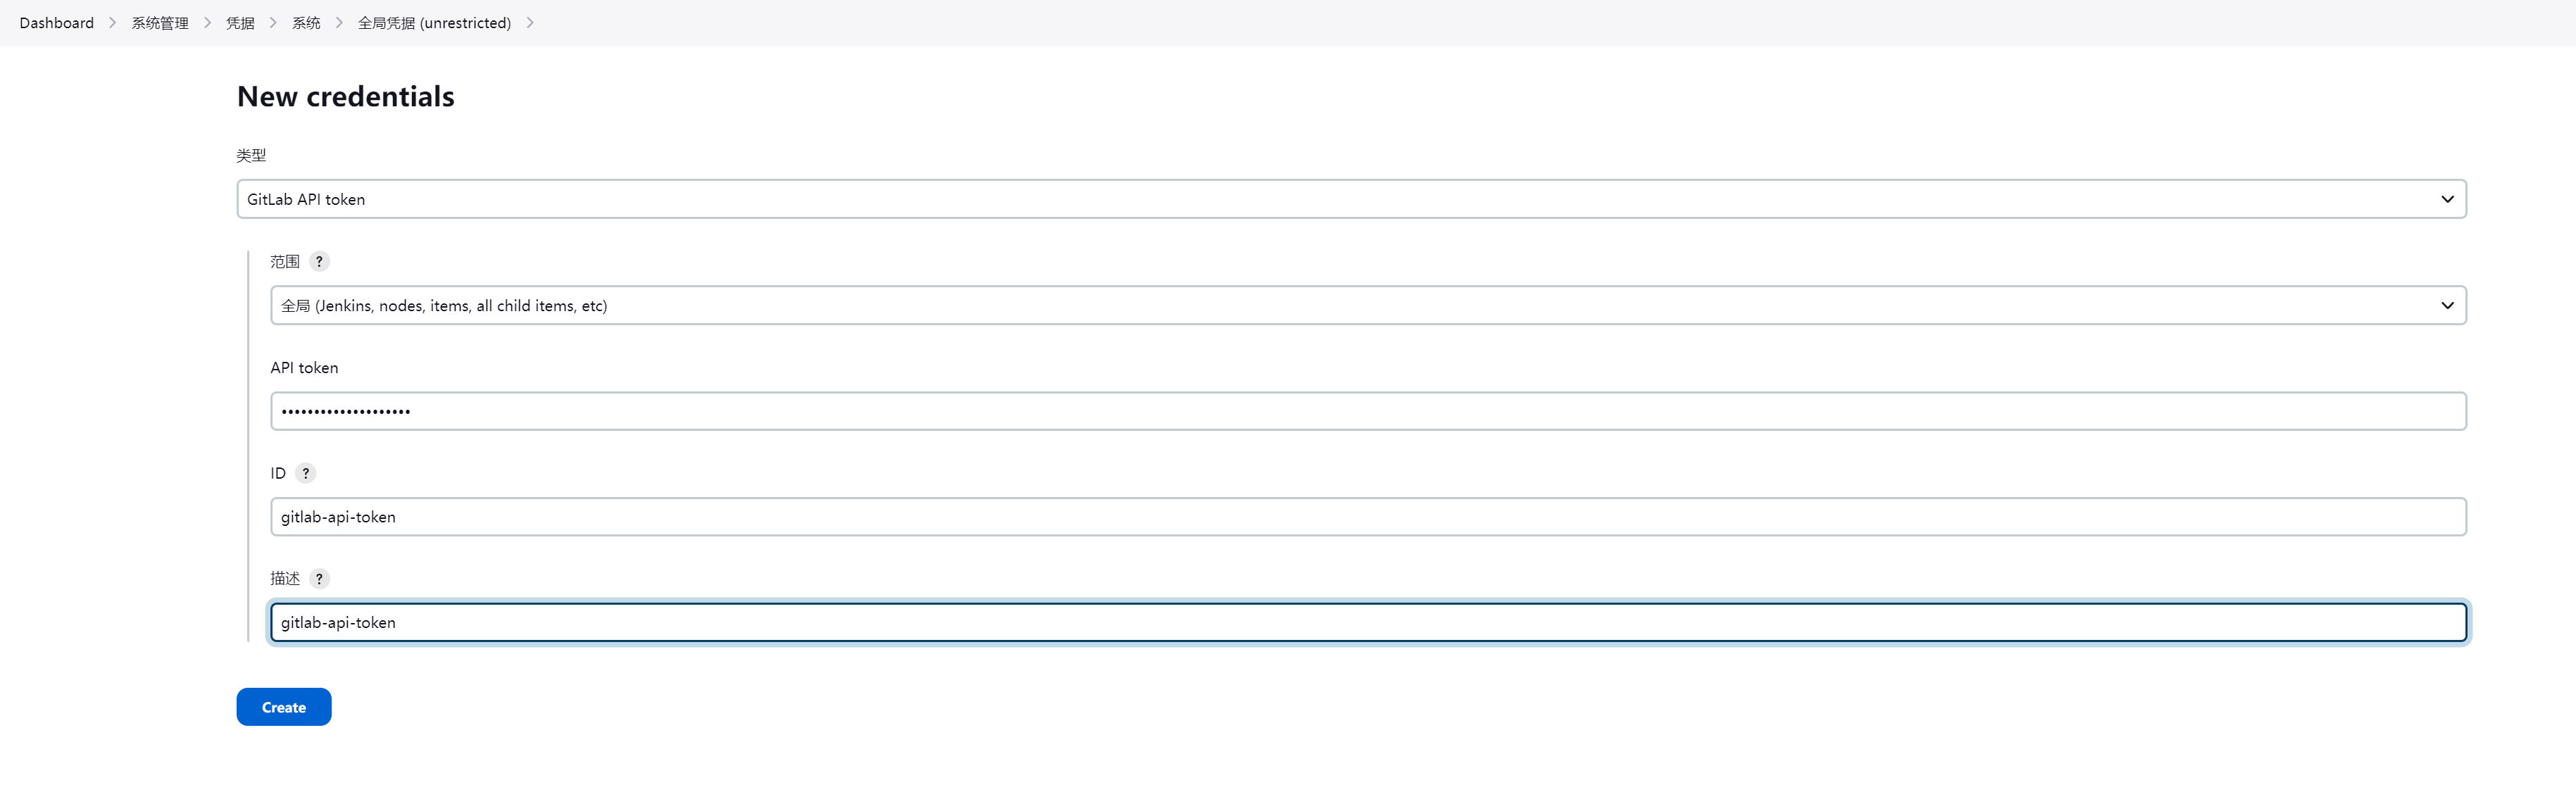 Dashboard > 系统管理 > 凭据 > 系统 > 全局凭据 (unrestricted) >
New credentials
类型
GitLab API token
范围 ?
全局 (Jenkins, nodes, items, all child items, etc)
API token
••••••••••••••••••••
ID ?
gitlab-api-token
描述 ?
gitlab-api-token
Create